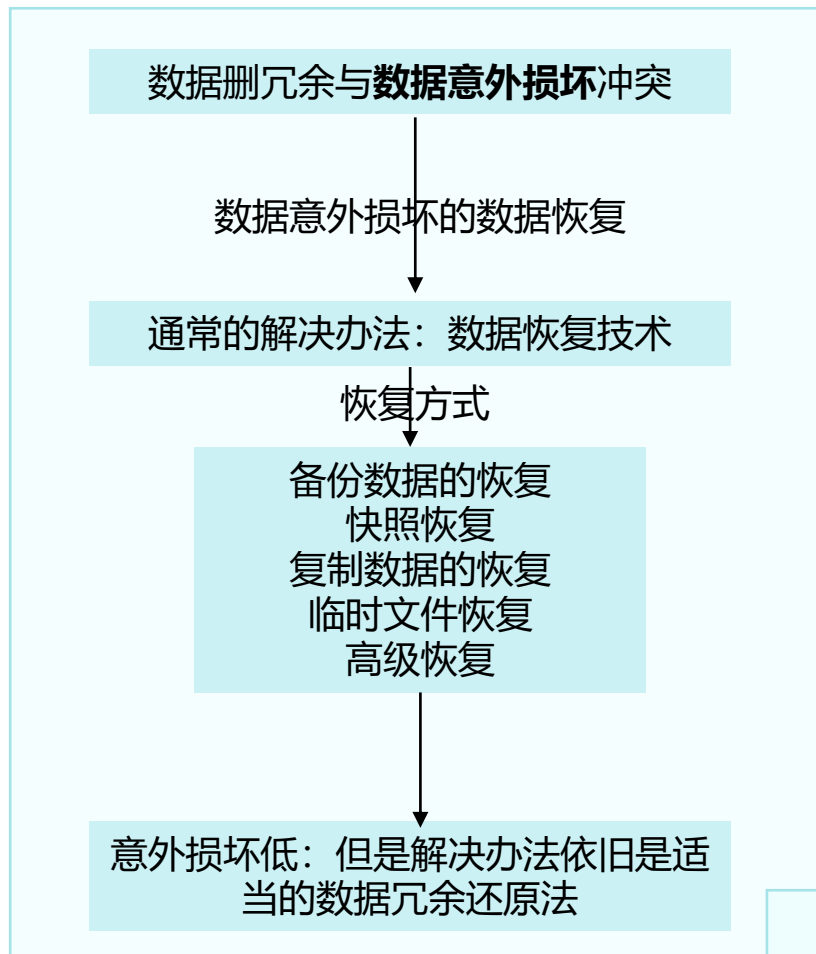 数据删冗余与数据意外损坏冲突
数据意外损坏的数据恢复
通常的解决办法：数据恢复技术
恢复方式
备份数据的恢复
快照恢复
复制数据的恢复
临时文件恢复
高级恢复
意外损坏低：但是解决办法依旧是适
当的数据冗余还原法